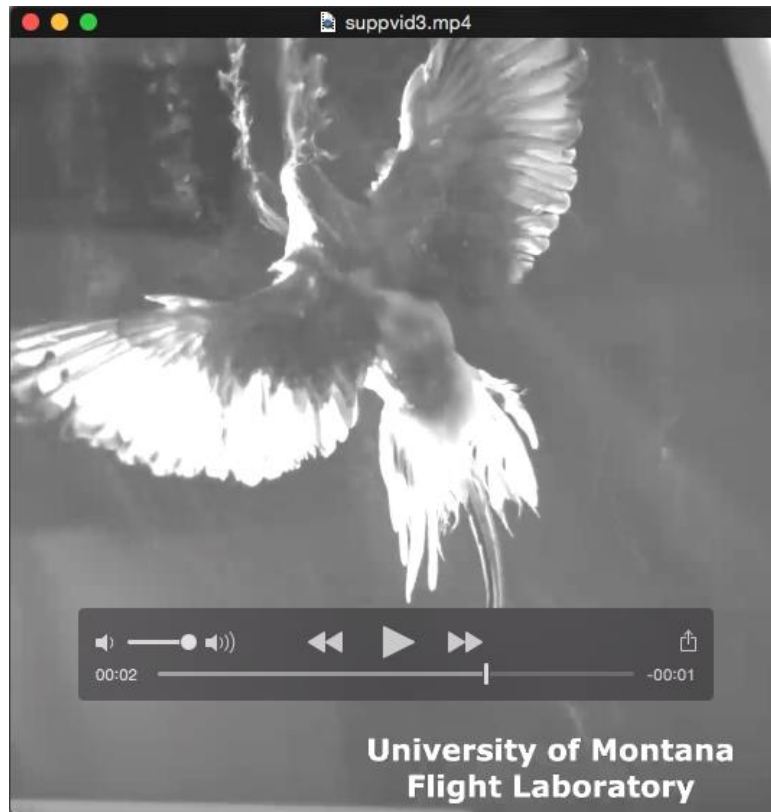 suppvid3.mp4
00:02
-00:01
University of Montana
Flight Laboratory